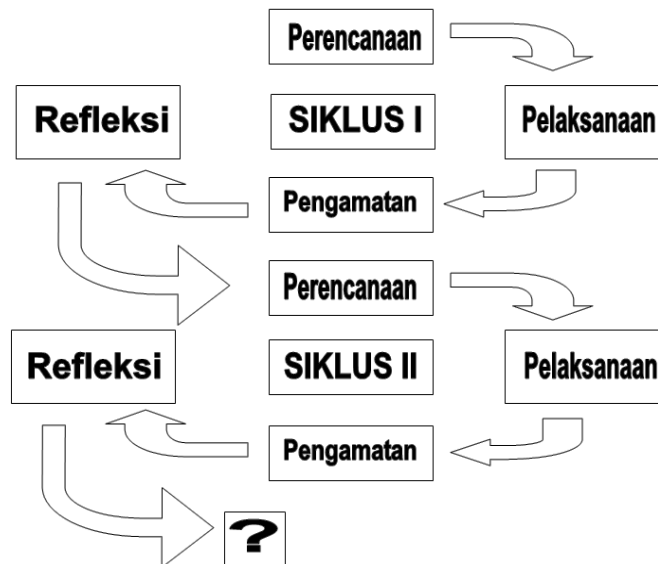 Perencanaan
Refleksi
SIKLUS I
Pelaksanaan
Pengamatan
Perencanaan
Refleksi
SIKLUS II
Pelaksanaan
Pengamatan
?